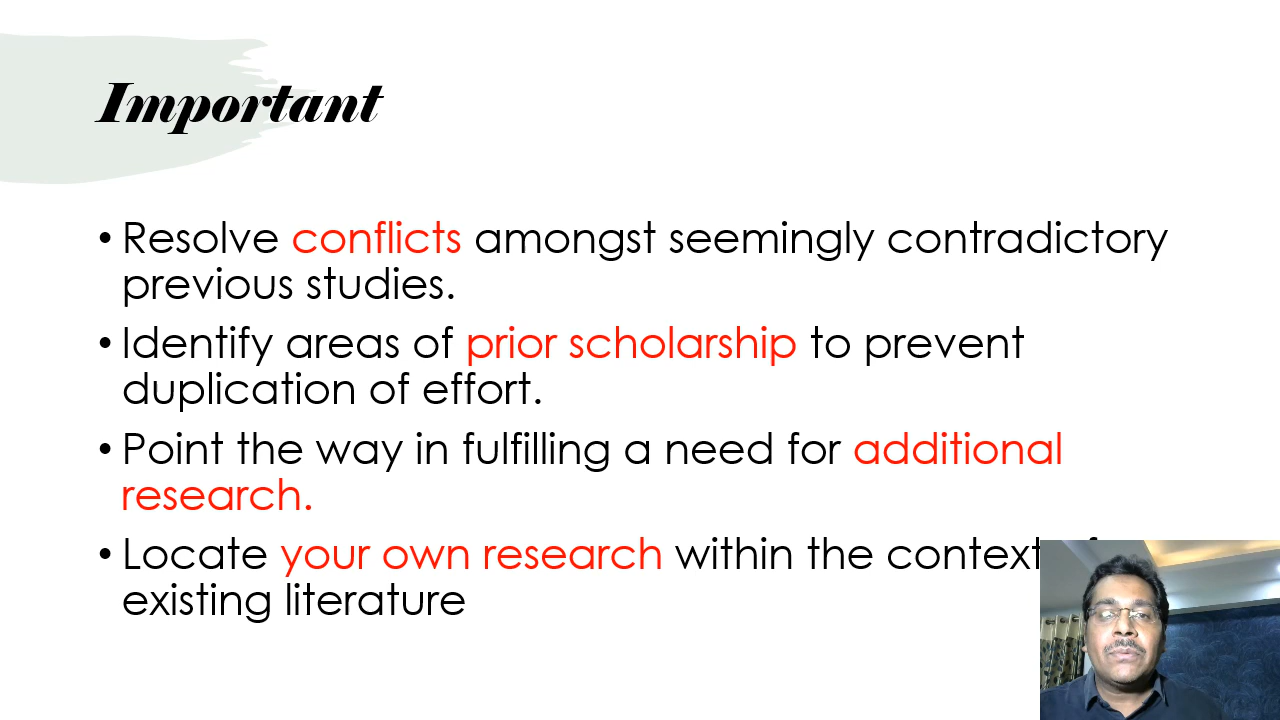 Important
• Resolve conflicts amongst seemingly contradictory
previous studies.
• Identify areas of prior scholarship to prevent
duplication of effort.
• Point the way in fulfilling a need for additional
research.
• Locate your own research within the context
existing literature